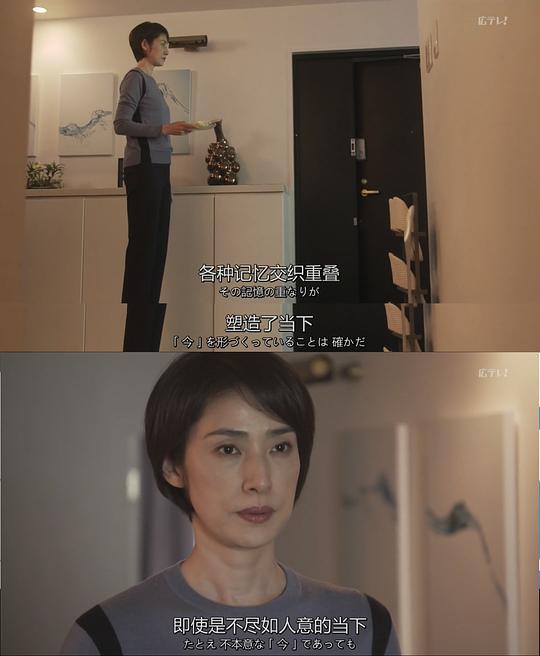 広テレ!
各种记忆交织重叠
その記憶の重なりが
塑造了当下
「今」を形づくっていることは 確かだ
広テレ!
即使是不尽如人意的当下
たとえ 不本意な「今」であっても